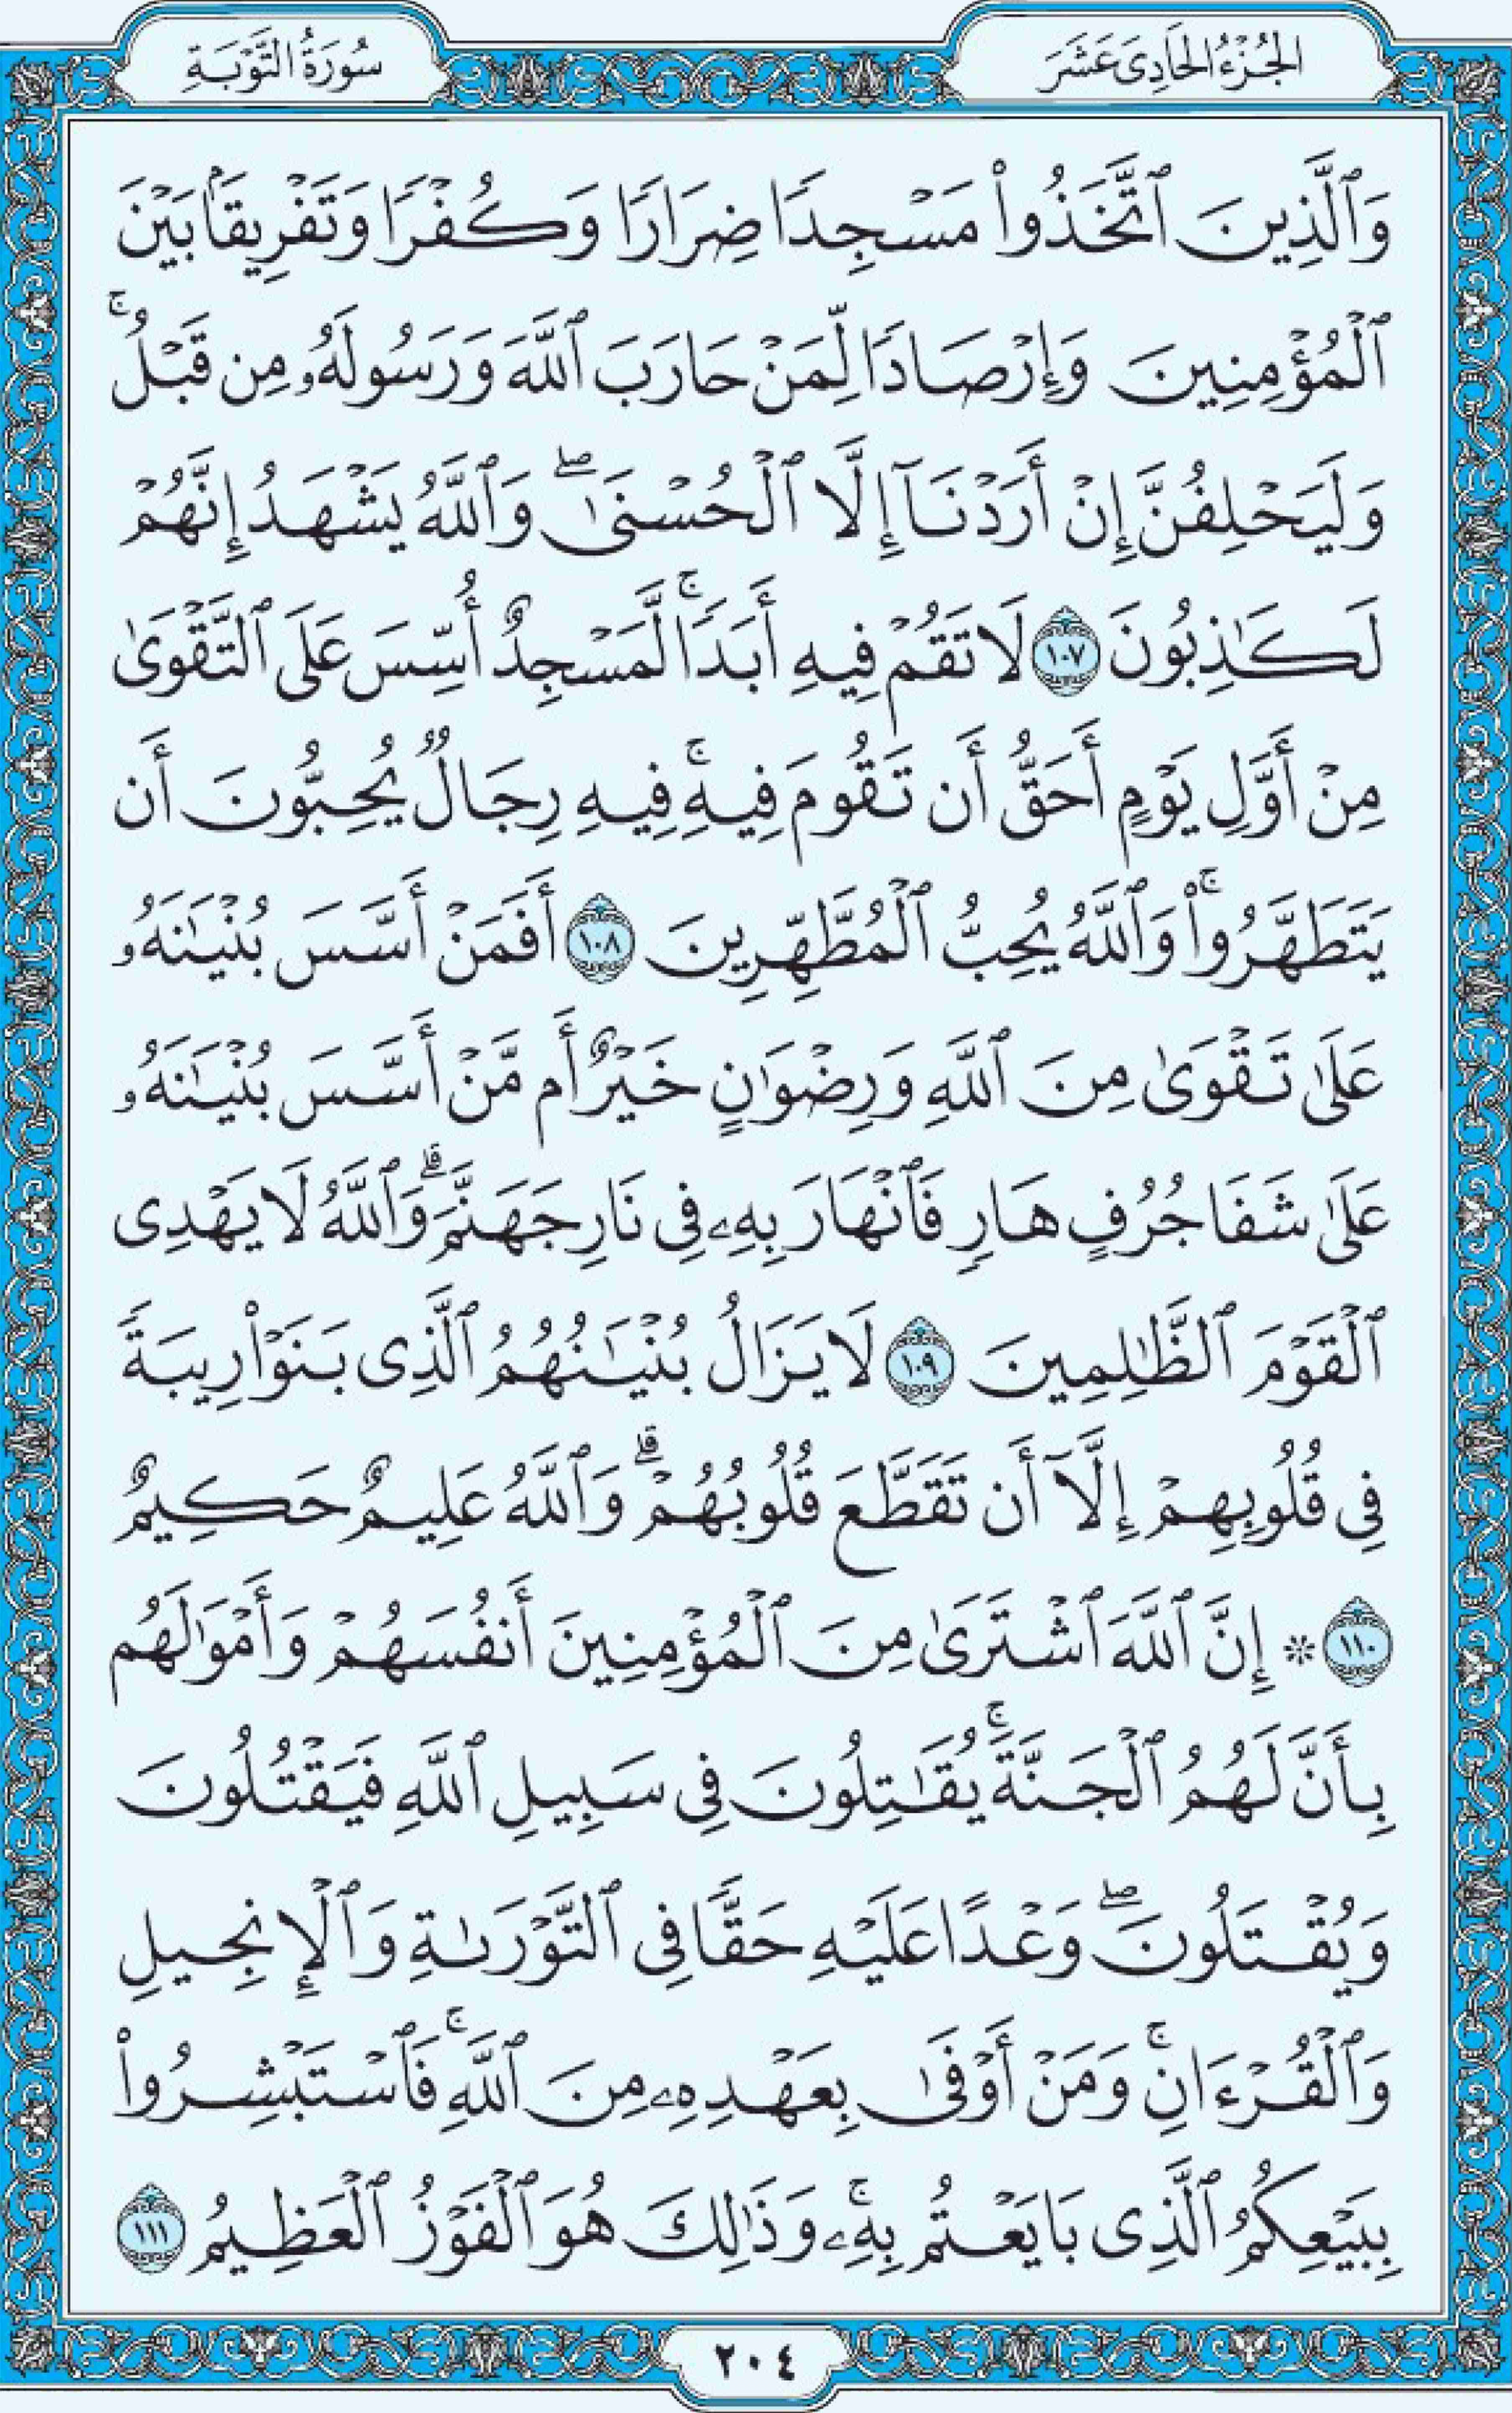 الجُزْءُ الحَادِيَ عَشَرَ
سُورَةُ التَّوْبَةِ
وَٱلَّذِينَ ٱتَّخَذُوا۟ مَسْجِدًا ضِرَارًا وَكُفْرًا وَتَفْرِيقًۢا بَيْنَ
ٱلْمُؤْمِنِينَ وَإِرْصَادًا لِّمَنْ حَارَبَ ٱللَّهَ وَرَسُولَهُۥ مِن قَبْلُ ۚ
وَلَيَحْلِفُنَّ إِنْ أَرَدْنَآ إِلَّا ٱلْحُسْنَىٰ ۖ وَٱللَّهُ يَشْهَدُ إِنَّهُمْ
لَكَـٰذِبُونَ ١٠٧ لَا تَقُمْ فِيهِ أَبَدًا ۚ لَّمَسْجِدٌ أُسِّسَ عَلَى ٱلتَّقْوَىٰ
مِنْ أَوَّلِ يَوْمٍ أَحَقُّ أَن تَقُومَ فِيهِ ۚ فِيهِ رِجَالٌ يُحِبُّونَ أَن
يَتَطَهَّرُوا۟ ۚ وَٱللَّهُ يُحِبُّ ٱلْمُطَّهِّرِينَ ١٠٨ أَفَمَنْ أَسَّسَ بُنْيَـٰنَهُۥ
عَلَىٰ تَقْوَىٰ مِنَ ٱللَّهِ وَرِضْوَٰنٍ خَيْرٌ أَم مَّنْ أَسَّسَ بُنْيَـٰنَهُۥ
عَلَىٰ شَفَا جُرُفٍ هَارٍ فَٱنْهَارَ بِهِۦ فِى نَارِ جَهَنَّمَ ۗ وَٱللَّهُ لَا يَهْدِى
ٱلْقَوْمَ ٱلظَّـٰلِمِينَ ١٠٩ لَا يَزَالُ بُنْيَـٰنُهُمُ ٱلَّذِى بَنَوْا۟ رِيبَةً
فِى قُلُوبِهِمْ إِلَّآ أَن تَقَطَّعَ قُلُوبُهُمْ ۗ وَٱللَّهُ عَلِيمٌ حَكِيمٌ
١١٠ ۞ إِنَّ ٱللَّهَ ٱشْتَرَىٰ مِنَ ٱلْمُؤْمِنِينَ أَنفُسَهُمْ وَأَمْوَٰلَهُم
بِأَنَّ لَهُمُ ٱلْجَنَّةَ ۚ يُقَـٰتِلُونَ فِى سَبِيلِ ٱللَّهِ فَيَقْتُلُونَ
وَيُقْتَلُونَ ۖ وَعْدًا عَلَيْهِ حَقًّا فِى ٱلتَّوْرَىٰةِ وَٱلْإِنجِيلِ
وَٱلْقُرْءَانِ ۚ وَمَنْ أَوْفَىٰ بِعَهْدِهِۦ مِنَ ٱللَّهِ ۚ فَٱسْتَبْشِرُوا۟
بِبَيْعِكُمُ ٱلَّذِى بَايَعْتُم بِهِۦ ۚ وَذَٰلِكَ هُوَ ٱلْفَوْزُ ٱلْعَظِيمُ ١١١
٢٠٤